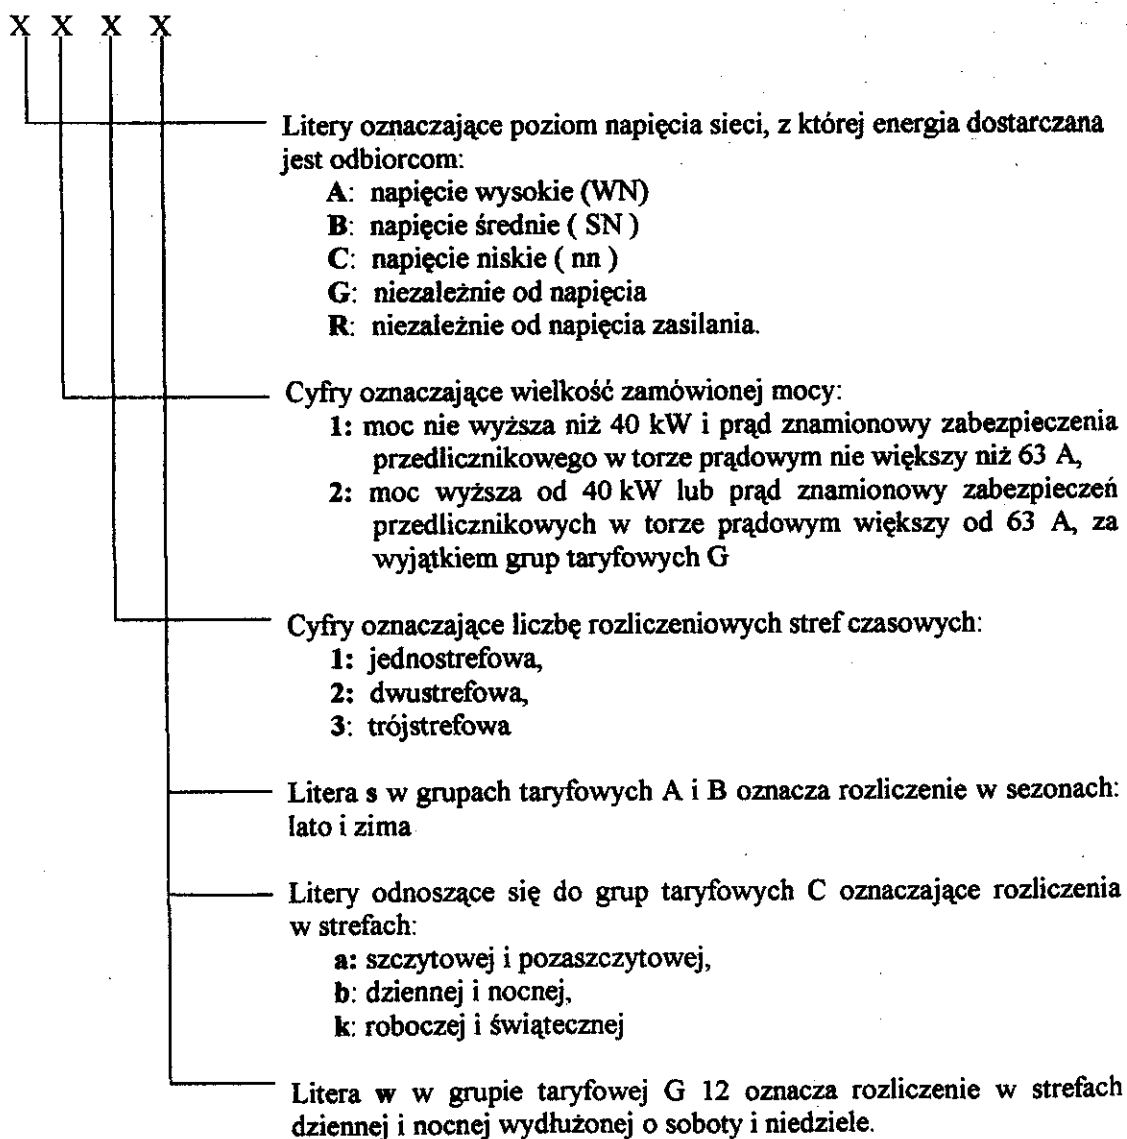 X X X X
Litery oznaczające poziom napięcia sieci, z której energia dostarczana
jest odbiorcom:
A: napięcie wysokie (WN)
B: napięcie średnie ( SN )
C: napięcie niskie ( nn )
G: niezależnie od napięcia
R: niezależnie od napięcia zasilania.
Cyfry oznaczające wielkość zamówionej mocy:
1: moc nie wyższa niż 40 kW i prąd znamionowy zabezpieczenia
przedlicznikowego w torze prądowym nie większy niż 63 A,
2: moc wyższa od 40 kW lub prąd znamionowy zabezpieczeń
przedlicznikowych w torze prądowym większy od 63 A, za
wyjątkiem grup taryfowych G
Cyfry oznaczające liczbę rozliczeniowych stref czasowych:
1: jednostrefowa,
2: dwustrefowa,
3: trójstrefowa
Litera s w grupach taryfowych A i B oznacza rozliczenie w sezonach:
lato i zima
Litery odnoszące się do grup taryfowych C oznaczające rozliczenia
w strefach:
a: szczytowej i pozaszczytowej,
b: dziennej i nocnej,
k: roboczej i świątecznej
Litera w w grupie taryfowej G 12 oznacza rozliczenie w strefach
dziennej i nocnej wydłużonej o soboty i niedziele.